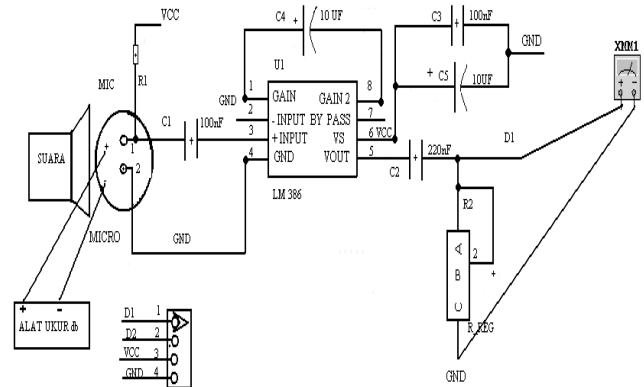 VCC
C4 + 10 UF
C3 + 100nF
GND
XMM1
+ -
R1
U1
MIC
GND 1 GAIN GAIN 2 8
+ C5 10UF
C1 + 100nF
2 - INPUT BY PASS 7
3 + INPUT VS 6 VCC
4 GND VOUT 5
D1
SUARA
+ 1
2
C2 + 220nF
LM 386
MICRO
GND
R2
A B C
2
+
+ -
ALAT UKUR db
R_REG
D1 1
D2 2
VCC 3
GND 4
GND